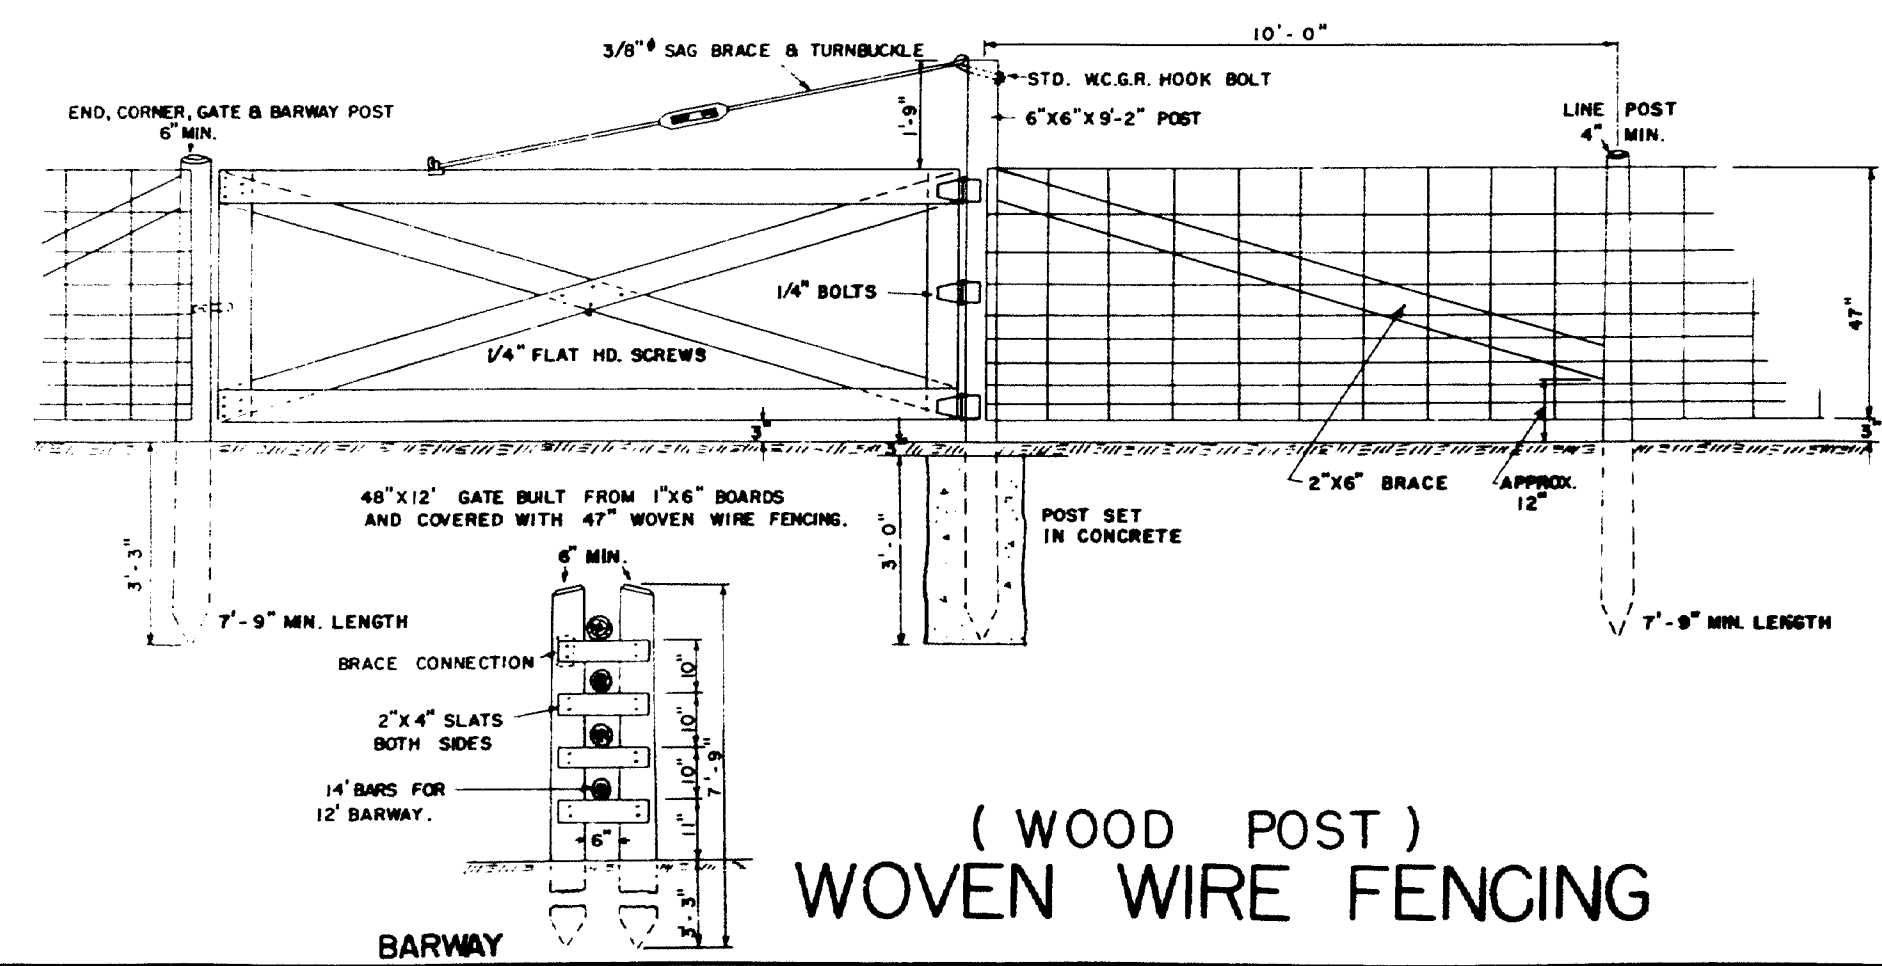 10'-0"
3/8"ϕ SAG BRACE & TURNBUCKLE
STD. W.C.G.R. HOOK BOLT
END, CORNER, GATE & BARWAY POST
6" MIN.
1'-9"
6"X6"X9'-2" POST
LINE POST
4" MIN.
1/4" BOLTS
47"
1/4" FLAT HD. SCREWS
3"
3"
3"
2"X6" BRACE
APPROX.
12"
48"X12' GATE BUILT FROM 1"X6" BOARDS
AND COVERED WITH 47" WOVEN WIRE FENCING.
POST SET
IN CONCRETE
3'-3"
3'-0"
7'-9" MIN. LENGTH
7'-9" MIN. LENGTH
6" MIN.
BRACE CONNECTION
10"
2"X4" SLATS
BOTH SIDES
10"
10"
7'-9"
14' BARS FOR
12' BARWAY.
11"
6"
3'-3"
BARWAY
(WOOD POST)
WOVEN WIRE FENCING